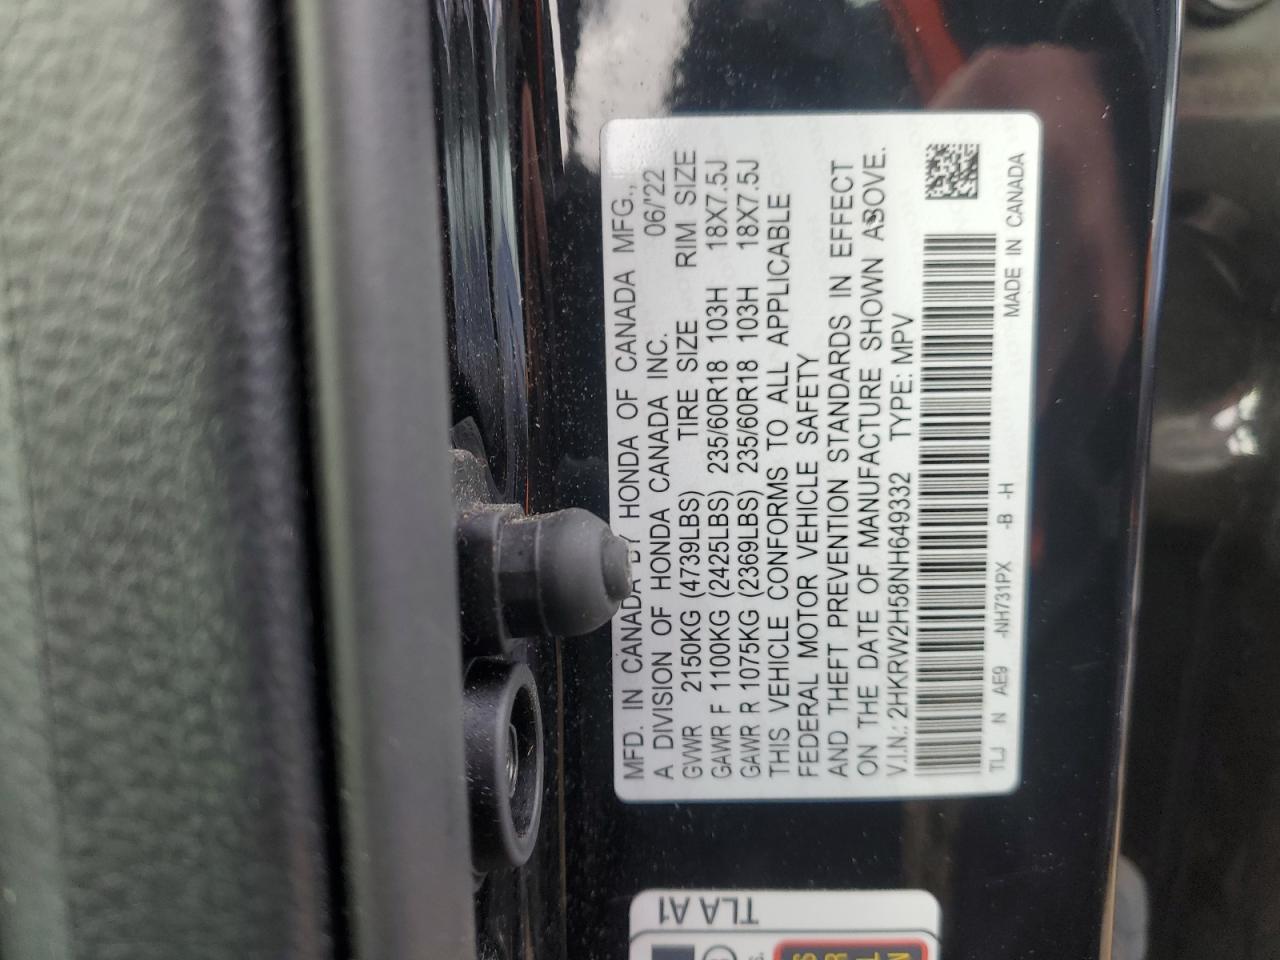 MFD. IN CANADA BY HONDA OF CANADA MFG.,
A DIVISION OF HONDA CANADA INC. 06/'22
GVWR 2150KG (4739LBS) TIRE SIZE RIM SIZE
GAWR F 1100KG (2425LBS) 235/60R18 103H 18X7.5J
GAWR R 1075KG (2369LBS) 235/60R18 103H 18X7.5J
THIS VEHICLE CONFORMS TO ALL APPLICABLE
FEDERAL MOTOR VEHICLE SAFETY
AND THEFT PREVENTION STANDARDS IN EFFECT
ON THE DATE OF MANUFACTURE SHOWN ABOVE.
V.I.N.: 2HKRW2H58NH649332 TYPE: MPV
TLJ N AE9 -NH731PX -B -H MADE IN CANADA
TLA A1